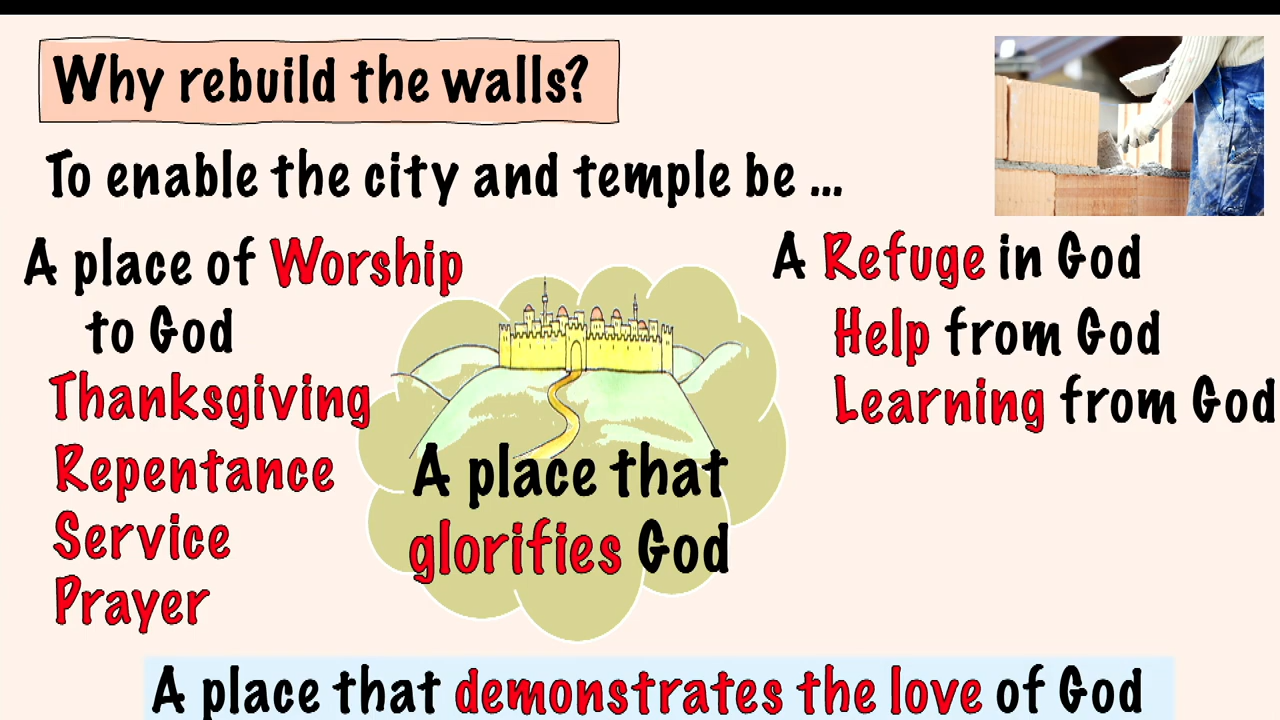 Why rebuild the walls?
To enable the city and temple be ...
A place of Worship
to God
Thanksgiving
Repentance
Service
Prayer
A place that
glorifies God
A Refuge in God
Help from God
Learning from God
A place that demonstrates the love of God